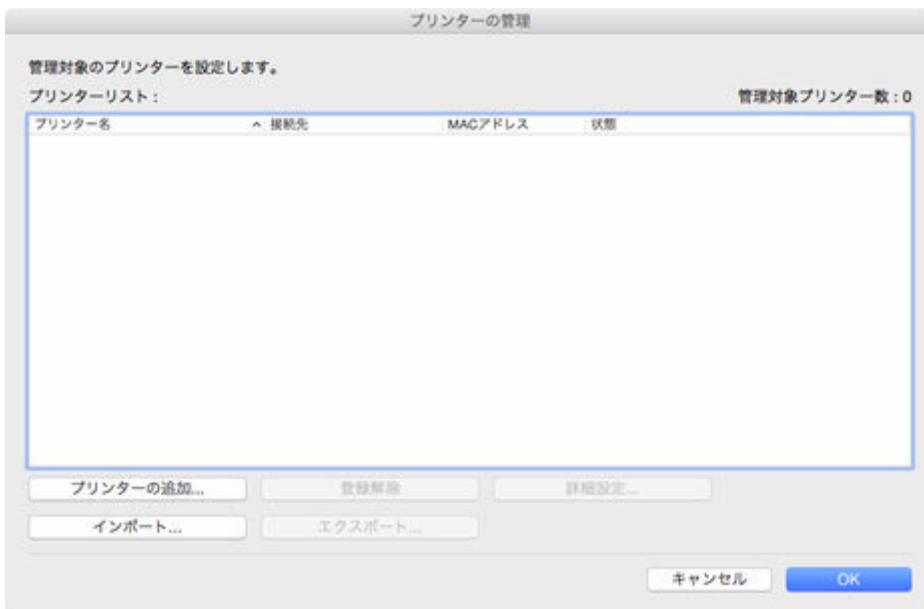 プリンターの管理
管理対象のプリンターを設定します。
プリンターリスト： 管理対象プリンター数：0
プリンター名 接続先 MACアドレス 状態
プリンターの追加... 登録解除 詳細設定...
インポート... エクスポート...
キャンセル OK